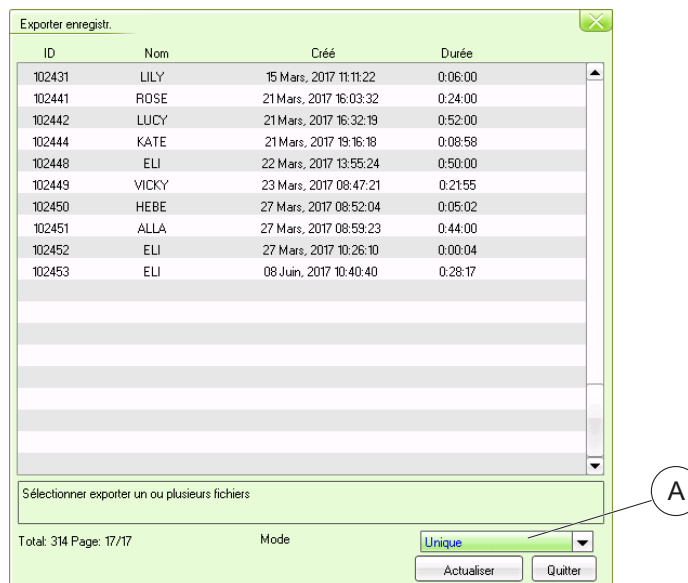 Exporter enregistr.
ID Nom Créé Durée
102431 LILY 15 Mars, 2017 11:11:22 0:06:00
102441 ROSE 21 Mars, 2017 16:03:32 0:24:00
102442 LUCY 21 Mars, 2017 16:32:19 0:52:00
102444 KATE 21 Mars, 2017 19:16:18 0:08:58
102448 ELI 22 Mars, 2017 13:55:24 0:50:00
102449 VICKY 23 Mars, 2017 08:47:21 0:21:55
102450 HEBE 27 Mars, 2017 08:52:04 0:05:02
102451 ALLA 27 Mars, 2017 08:59:23 0:44:00
102452 ELI 27 Mars, 2017 10:26:10 0:00:04
102453 ELI 08 Juin, 2017 10:40:40 0:28:17
Sélectionner exporter un ou plusieurs fichiers
A
Total: 314 Page: 17/17 Mode Unique
Actualiser Quitter